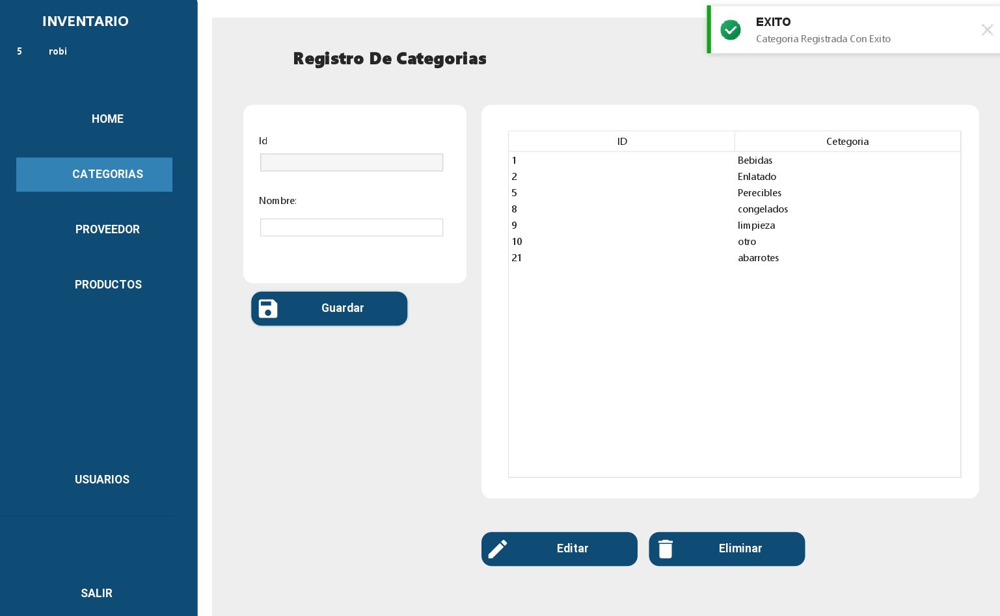 INVENTARIO
5 robi
HOME
CATEGORIAS
PROVEEDOR
PRODUCTOS
USUARIOS
SALIR
EXITO
Categoria Registrada Con Exito
Registro De Categorias
Id
Nombre:
Guardar
ID Cetegoria
1 Bebidas
2 Enlatado
5 Perecibles
8 congelados
9 limpieza
10 otro
21 abarrotes
Editar
Eliminar